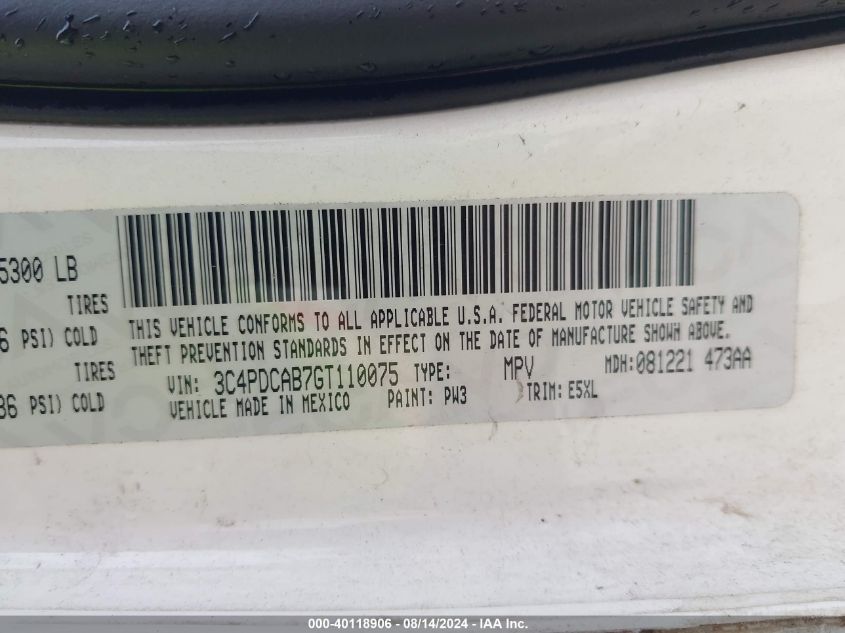 5300 LB
TIRES
6 PSI) COLD
TIRES
36 PSI) COLD
THIS VEHICLE CONFORMS TO ALL APPLICABLE U.S.A. FEDERAL MOTOR VEHICLE SAFETY AND
THEFT PREVENTION STANDARDS IN EFFECT ON THE DATE OF MANUFACTURE SHOWN ABOVE.
VIN: 3C4PDCAB7GT110075 TYPE: MPV MDH:081221 473AA
VEHICLE MADE IN MEXICO PAINT: PW3 TRIM: E5XL
000-40118906 - 08/14/2024 - IAA Inc.